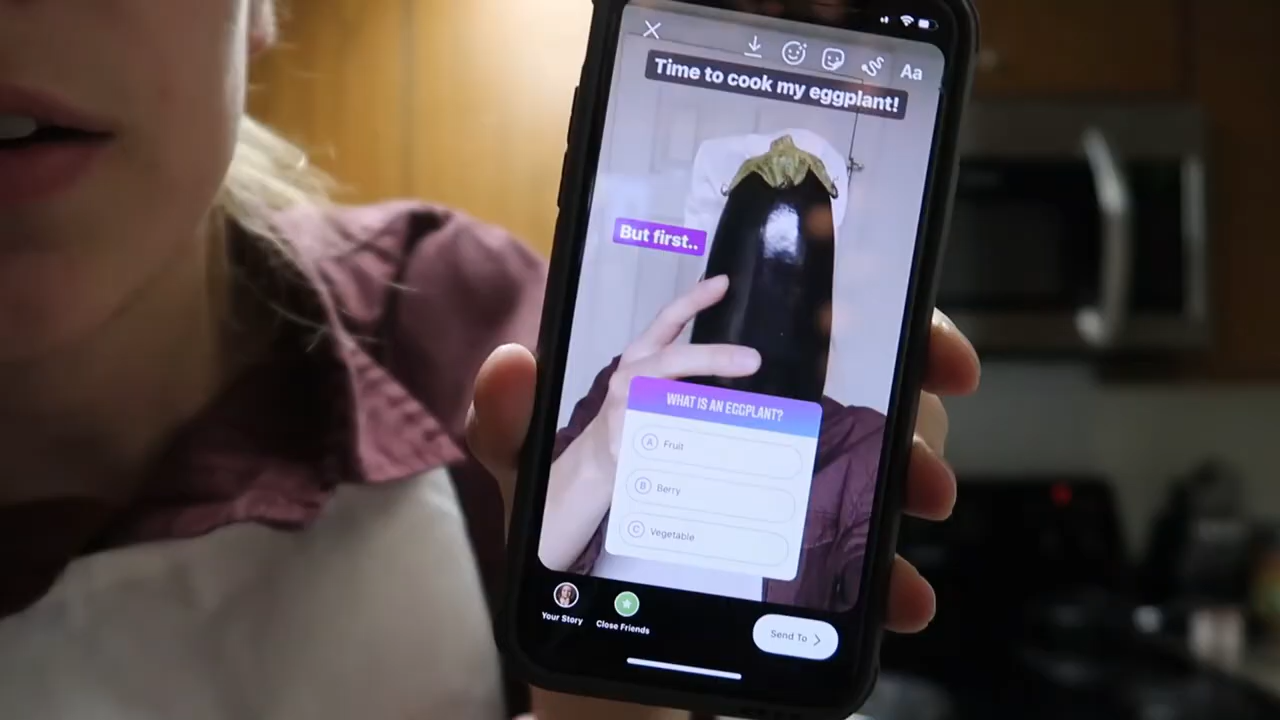 Aa
Time to cook my eggplant!
But first..
WHAT IS AN EGGPLANT?
A Fruit
B Berry
C Vegetable
Your Story
Close Friends
Send To